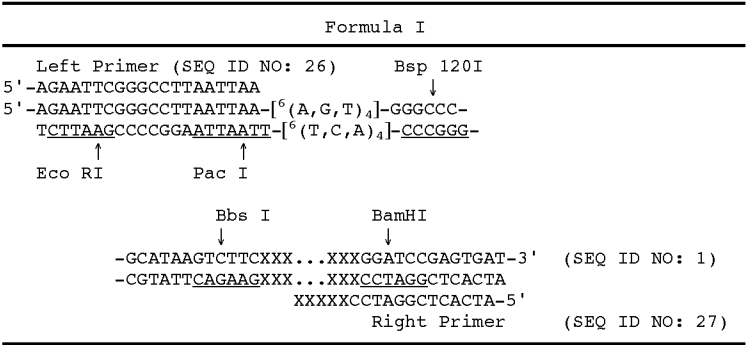 Formula I
Left Primer (SEQ ID NO: 26) Bsp 120I
↓
5'-AGAATTCGGGCCTTAATTAA
5'-AGAATTCGGGCCTTAATTAA-[⁶(A,G,T)₄]-GGGCCC-
TCTTAAGCCCCGGAATTAATT-[⁶(T,C,A)₄]-CCCGGG-
↑ ↑
Eco RI Pac I
Bbs I BamHI
↓ ↓
-GCATAAGTCTTCXXX...XXXGGATCCGAGTGAT-3' (SEQ ID NO: 1)
-CGTATTCAGAAGXXX...XXXCCTAGGCTCACTA
XXXXXCCTAGGCTCACTA-5'
Right Primer (SEQ ID NO: 27)